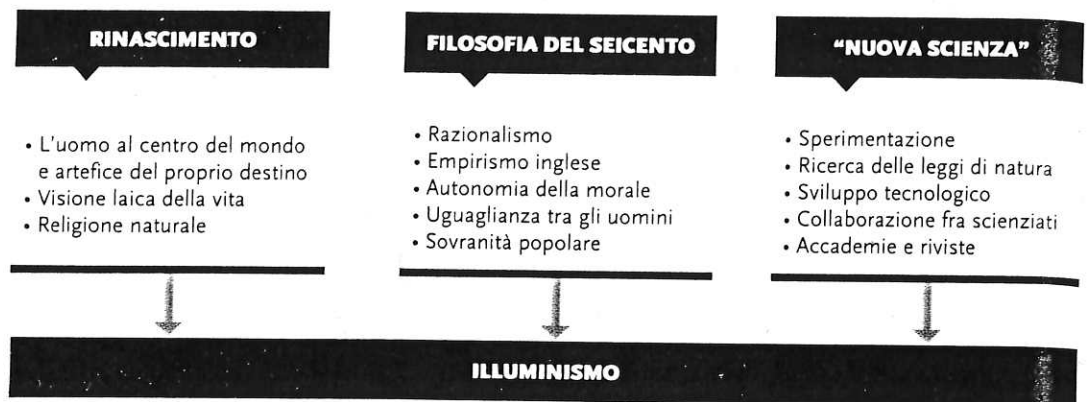 RINASCIMENTO
• L'uomo al centro del mondo
e artefice del proprio destino
• Visione laica della vita
• Religione naturale
FILOSOFIA DEL SEICENTO
• Razionalismo
• Empirismo inglese
• Autonomia della morale
• Uguaglianza tra gli uomini
• Sovranità popolare
“NUOVA SCIENZA”
• Sperimentazione
• Ricerca delle leggi di natura
• Sviluppo tecnologico
• Collaborazione fra scienziati
• Accademie e riviste
ILLUMINISMO